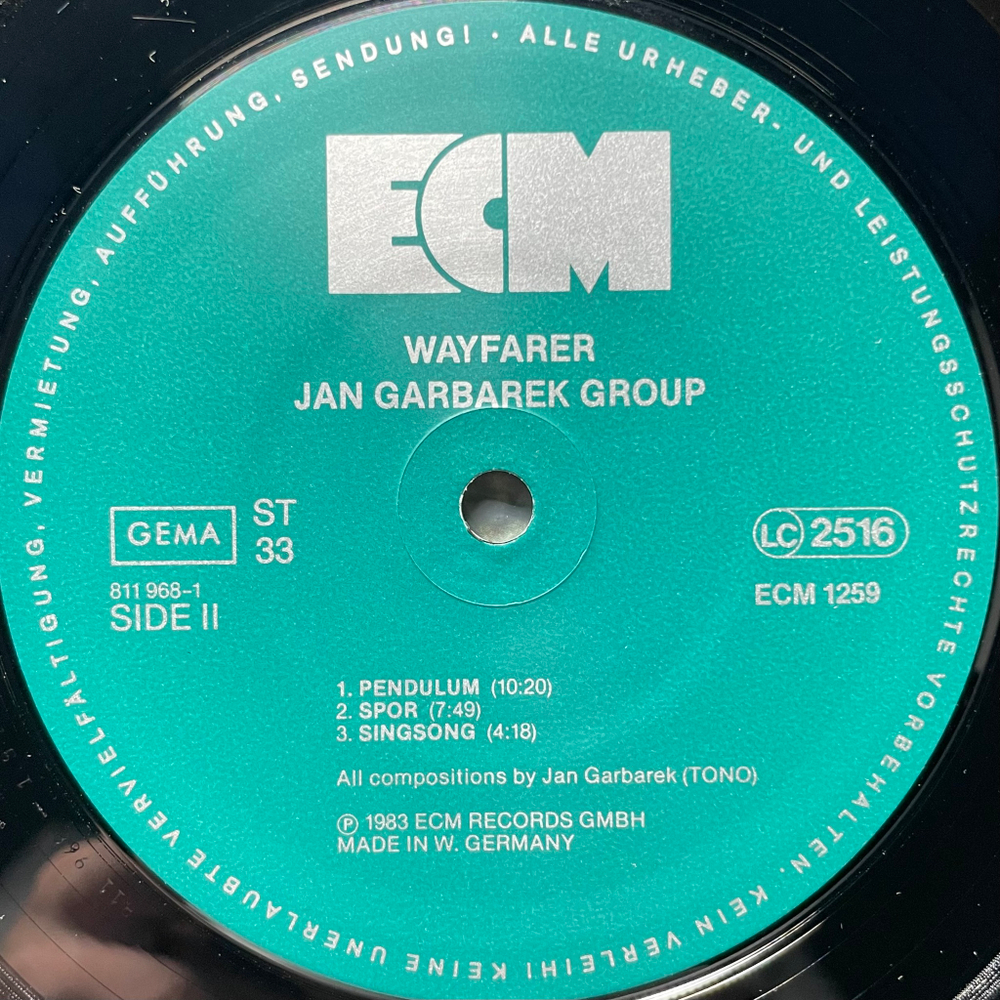 ECM
WAYFARER
JAN GARBAREK GROUP
GEMA
ST
33
811 968-1
SIDE II
LC 2516
ECM 1259
1. PENDULUM (10:20)
2. SPOR (7:49)
3. SINGSONG (4:18)
All compositions by Jan Garbarek (TONO)
℗ 1983 ECM RECORDS GMBH
MADE IN W. GERMANY
ALLE URHEBER- UND LEISTUNGSSCHUTZRECHTE VORBEHALTEN. KEIN VERLEIH! KEINE UNERLAUBTE VERVIELFÄLTIGUNG, VERMIETUNG, AUFFÜHRUNG, SENDUNG! •